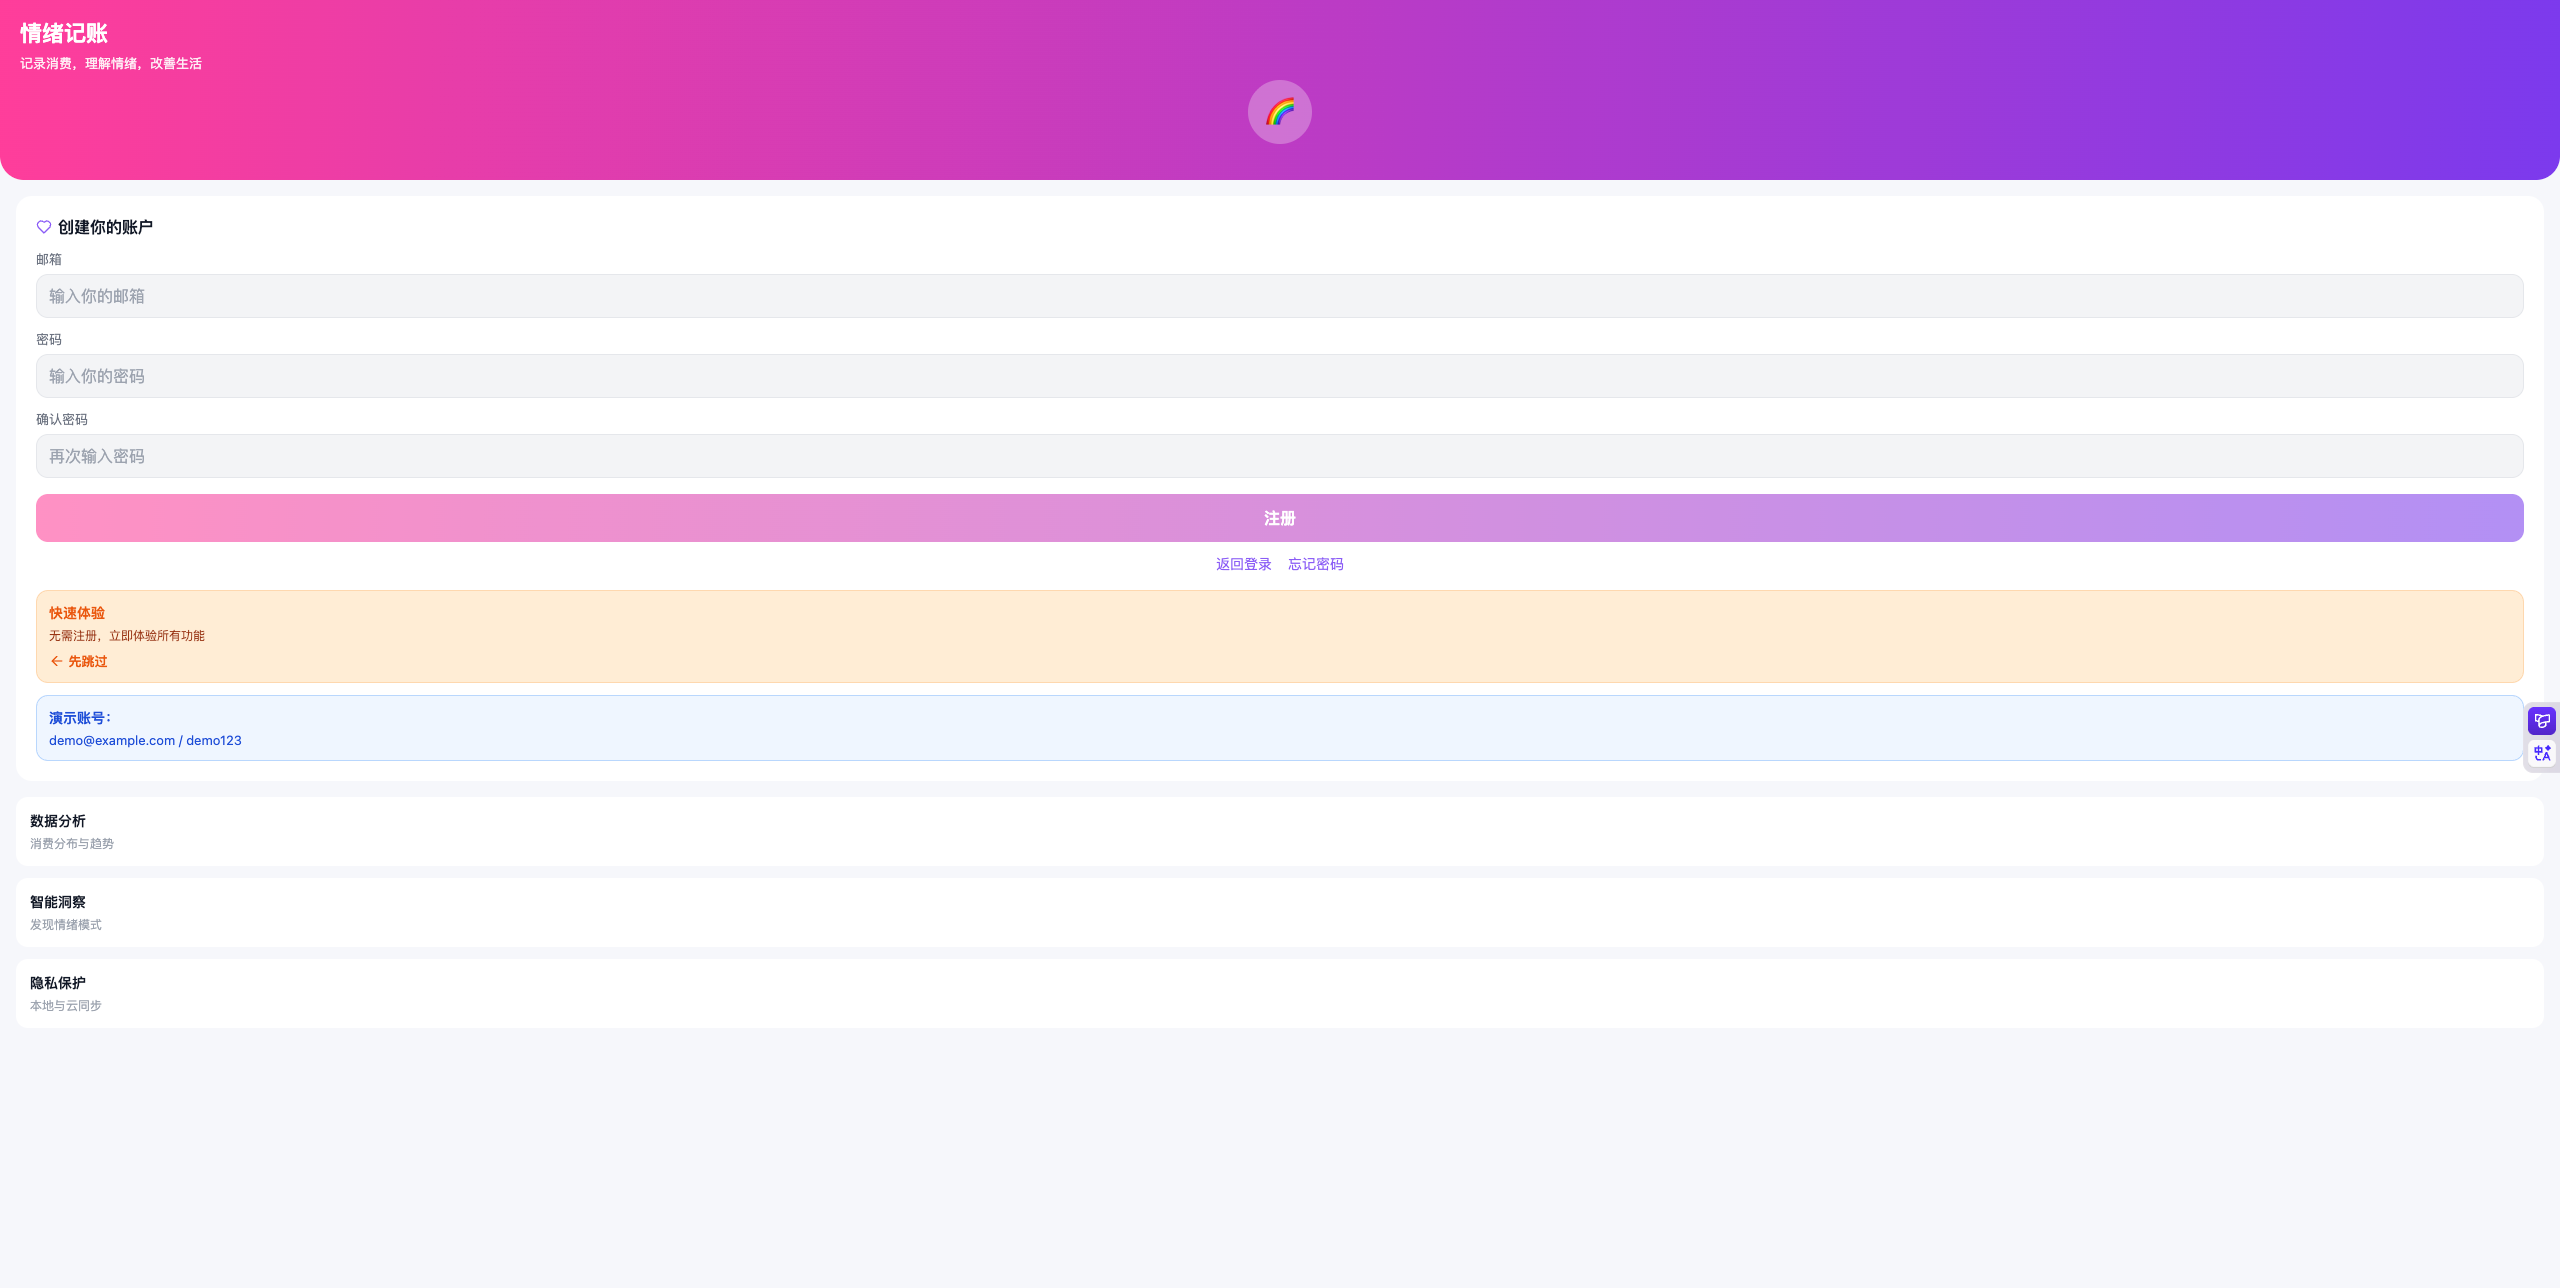 情绪记账
记录消费，理解情绪，改善生活
创建你的账户
邮箱
输入你的邮箱
密码
输入你的密码
确认密码
再次输入密码
注册
返回登录 忘记密码
快速体验
无需注册，立即体验所有功能
先跳过
演示账号：
demo@example.com / demo123
数据分析
消费分布与趋势
智能洞察
发现情绪模式
隐私保护
本地与云同步